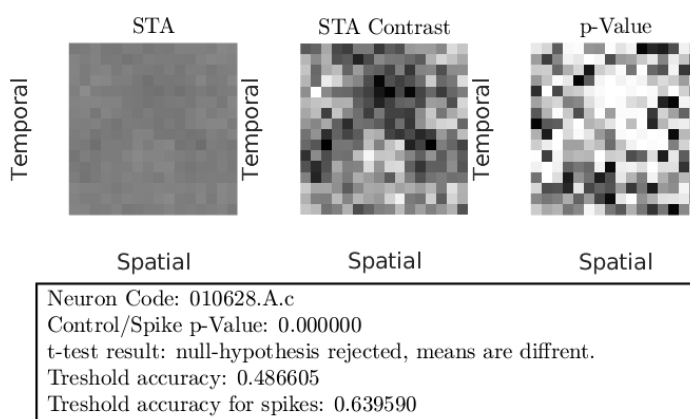 STA
STA Contrast
p-Value
Temporal
Temporal
Temporal
Spatial
Spatial
Spatial
Neuron Code: 010628.A.c
Control/Spike p-Value: 0.000000
t-test result: null-hypothesis rejected, means are diffrent.
Treshold accuracy: 0.486605
Treshold accuracy for spikes: 0.639590